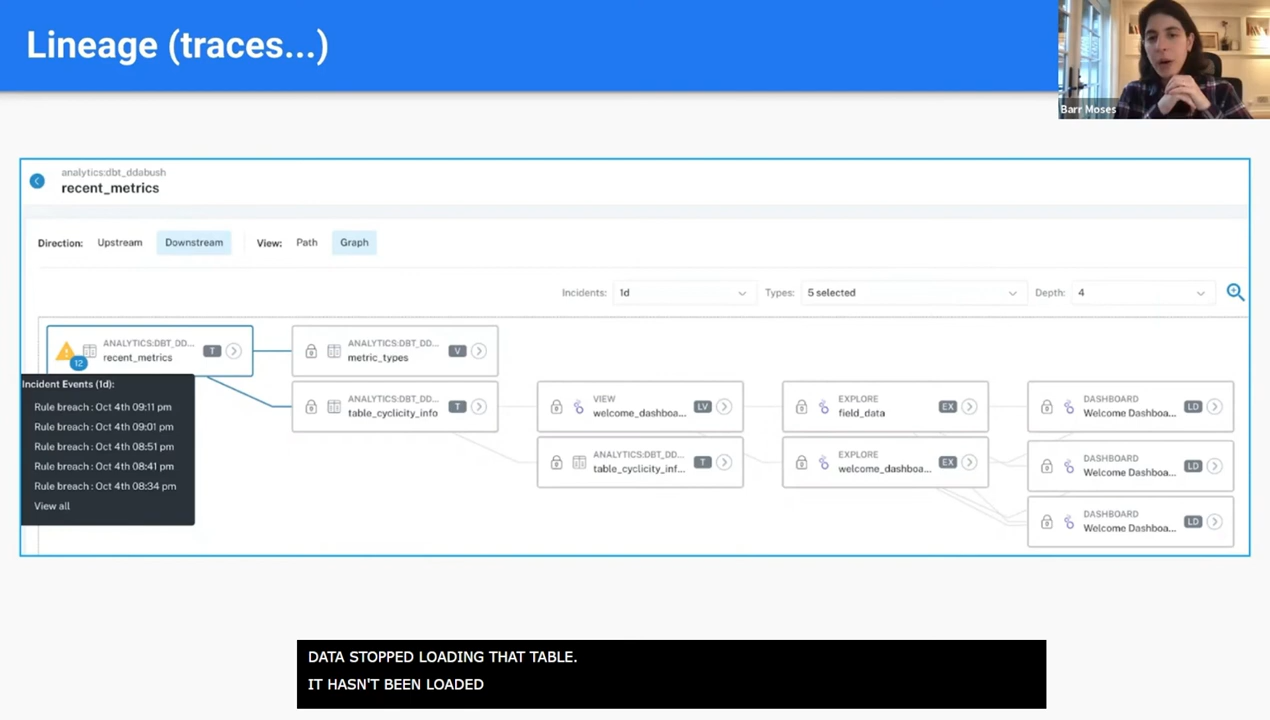 Lineage (traces...)
Barr Moses
analytics:dbt_ddabush
recent_metrics
Direction: Upstream Downstream View: Path Graph
Incidents: 1d Types: 5 selected Depth: 4
ANALYTICS:DBT_DD...
recent_metrics
T
12
ANALYTICS:DBT_DD...
metric_types
V
Incident Events (1d):
Rule breach : Oct 4th 09:11 pm
Rule breach : Oct 4th 09:01 pm
Rule breach : Oct 4th 08:51 pm
Rule breach : Oct 4th 08:41 pm
Rule breach : Oct 4th 08:34 pm
View all
ANALYTICS:DBT_DD...
table_cyclicity_info
T
VIEW
welcome_dashboa...
LV
EXPLORE
field_data
EX
DASHBOARD
Welcome Dashboa...
LD
ANALYTICS:DBT_DD...
table_cyclicity_inf...
T
EXPLORE
welcome_dashboa...
EX
DASHBOARD
Welcome Dashboa...
LD
DASHBOARD
Welcome Dashboa...
LD
DATA STOPPED LOADING THAT TABLE.
IT HASN'T BEEN LOADED